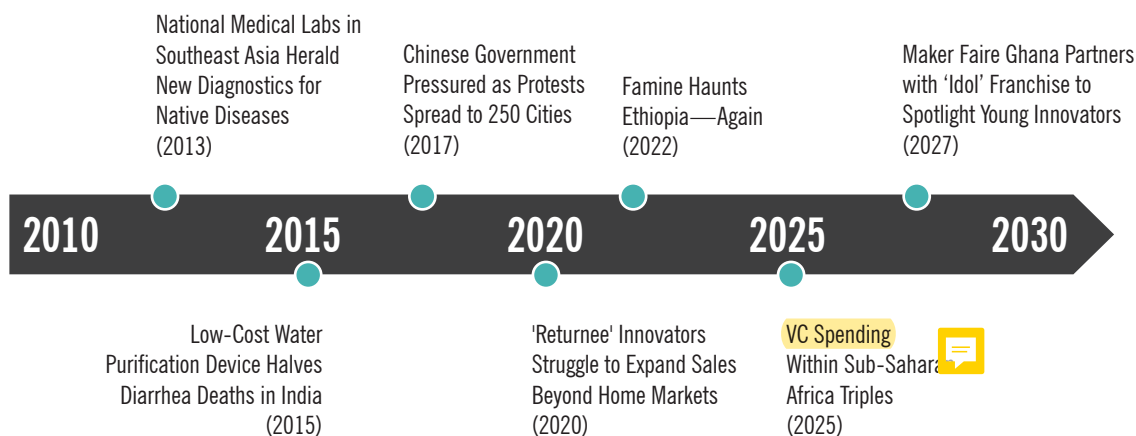 National Medical Labs in
Southeast Asia Herald
New Diagnostics for
Native Diseases
(2013)
Chinese Government
Pressured as Protests
Spread to 250 Cities
(2017)
Famine Haunts
Ethiopia—Again
(2022)
Maker Faire Ghana Partners
with ‘Idol’ Franchise to
Spotlight Young Innovators
(2027)
2010 2015 2020 2025 2030
Low-Cost Water
Purification Device Halves
Diarrhea Deaths in India
(2015)
'Returnee' Innovators
Struggle to Expand Sales
Beyond Home Markets
(2020)
VC Spending
Within Sub-Saharan
Africa Triples
(2025)